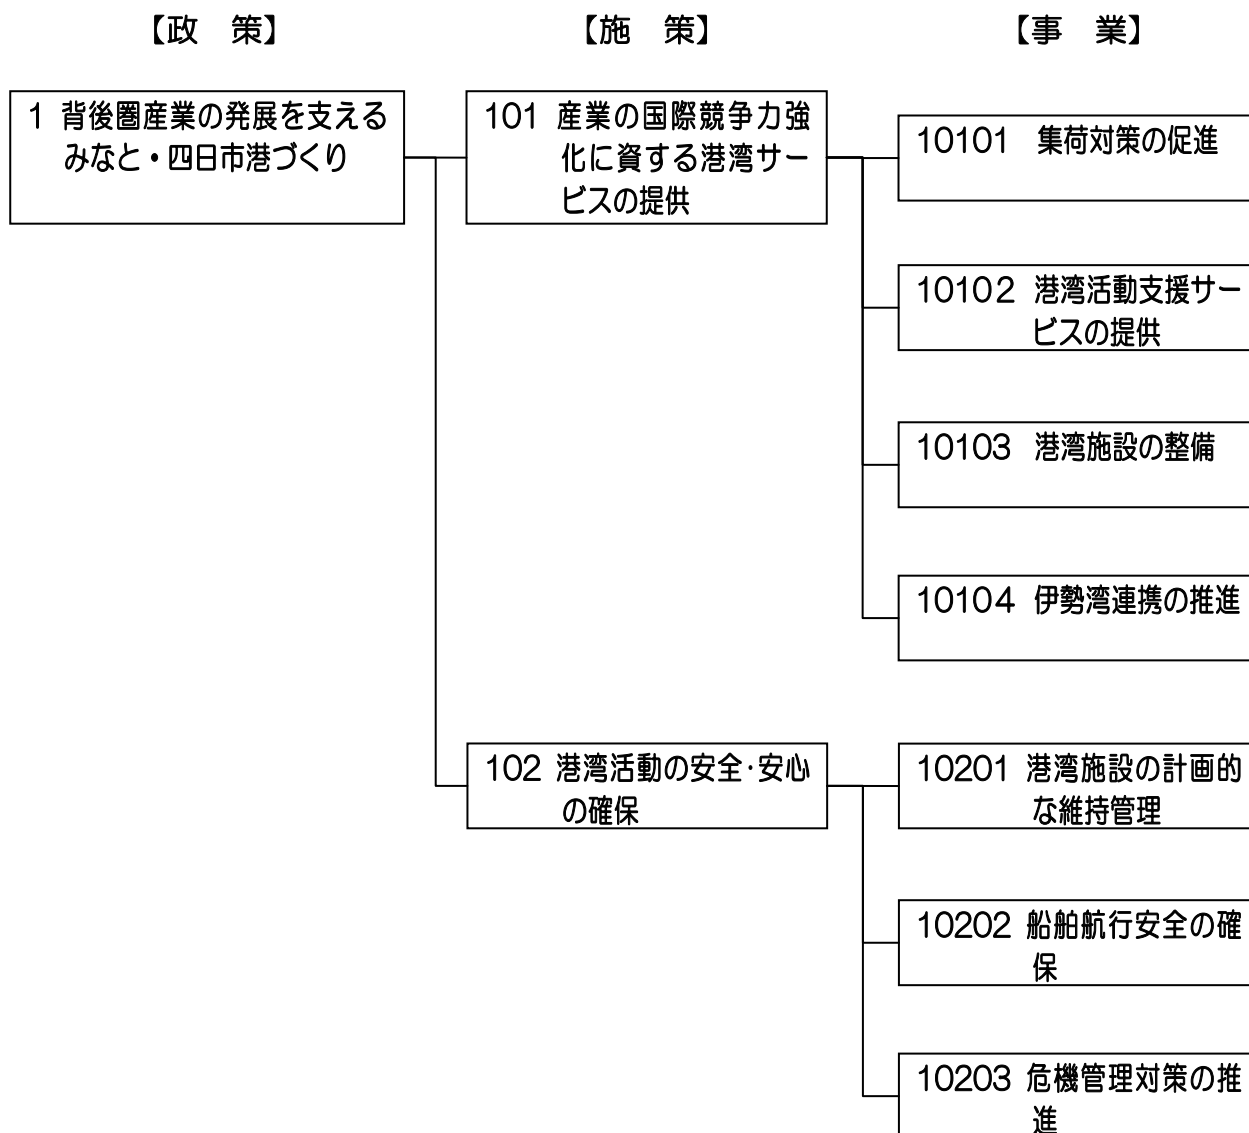 【政　策】
【施　策】
【事　業】
1 背後圏産業の発展を支える
みなと・四日市港づくり
101 産業の国際競争力強
化に資する港湾サー
ビスの提供
10101　集荷対策の促進
10102 港湾活動支援サー
ビスの提供
10103 港湾施設の整備
10104 伊勢湾連携の推進
102 港湾活動の安全・安心
の確保
10201 港湾施設の計画的
な維持管理
10202 船舶航行安全の確
保
10203 危機管理対策の推
進